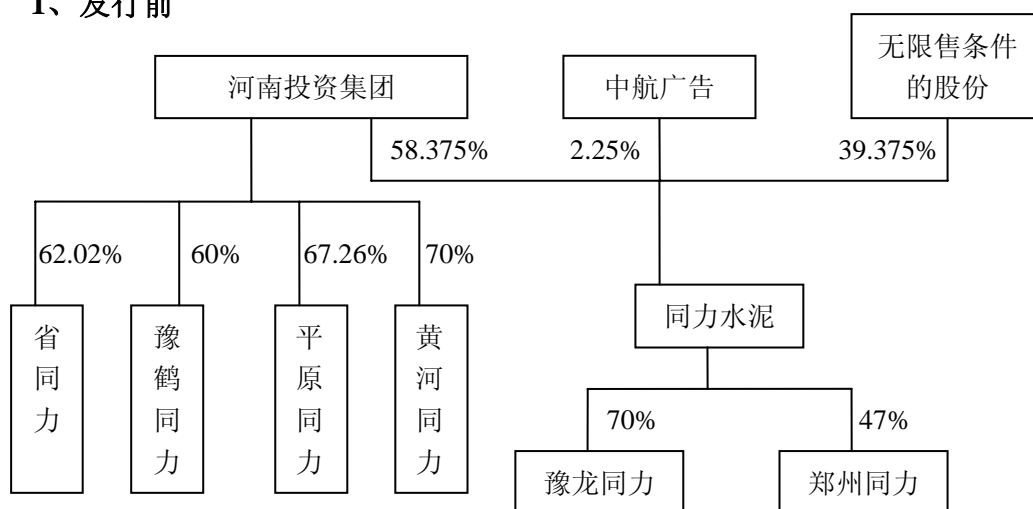 1、发行前
无限售条件
的股份
河南投资集团
中航广告
58.375%
2.25%
39.375%
62.02%
60%
67.26%
70%
同力水泥
省同力
豫鹤同力
平原同力
黄河同力
70%
47%
豫龙同力
郑州同力